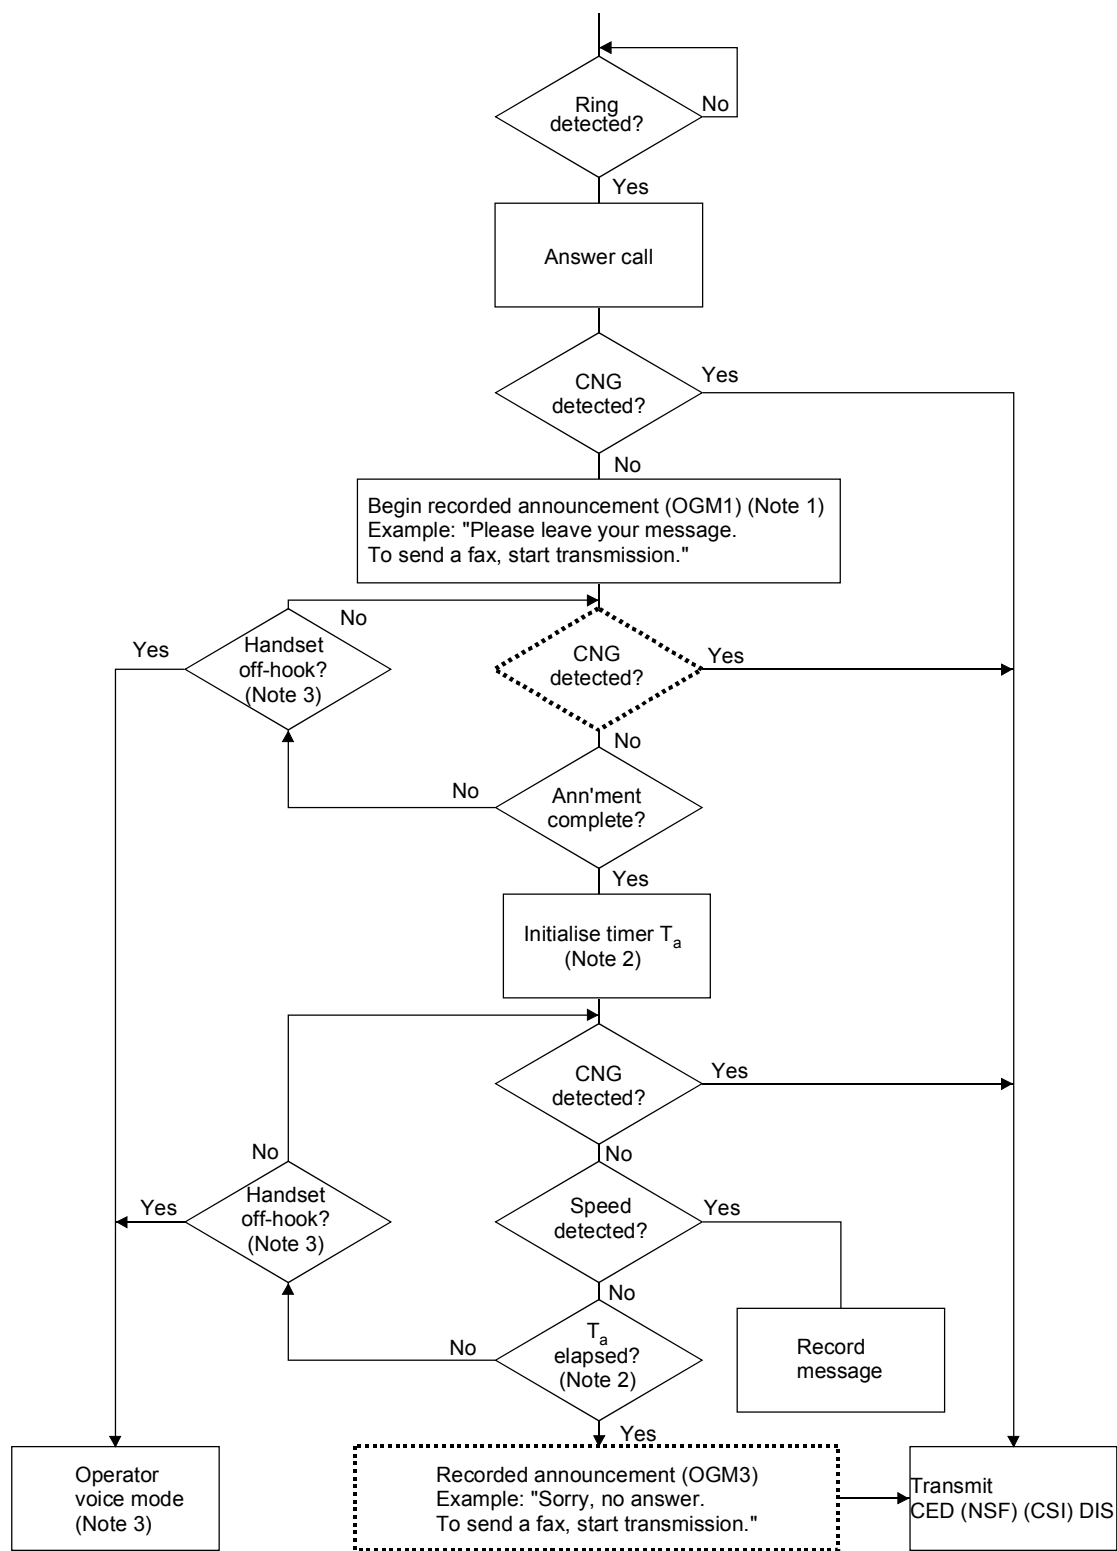 Ring
detected?
No
Yes
Answer call
CNG
detected?
Yes
No
Begin recorded announcement (OGM1) (Note 1)
Example: "Please leave your message.
To send a fax, start transmission."
No
Yes
Handset
off-hook?
(Note 3)
CNG
detected?
Yes
No
No
Ann'ment
complete?
Yes
Initialise timer Ta
(Note 2)
CNG
detected?
Yes
No
No
Yes
Handset
off-hook?
(Note 3)
Speed
detected?
Yes
No
No
Ta
elapsed?
(Note 2)
Record
message
Yes
Operator
voice mode
(Note 3)
Recorded announcement (OGM3)
Example: "Sorry, no answer.
To send a fax, start transmission."
Transmit
CED (NSF) (CSI) DIS